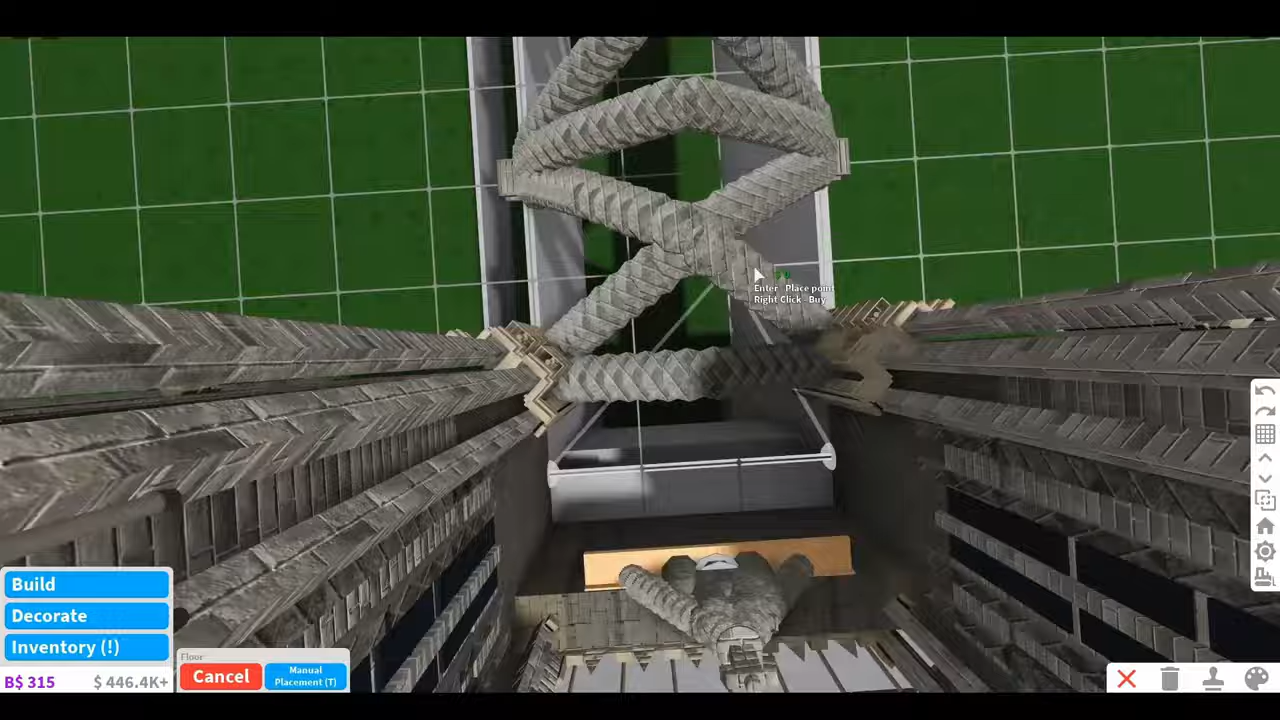 Enter - Place point
Right Click - Buy
Build
Decorate
Inventory (!)
B$ 315
$ 446.4K+
Floor
Cancel
Manual
Placement (T)